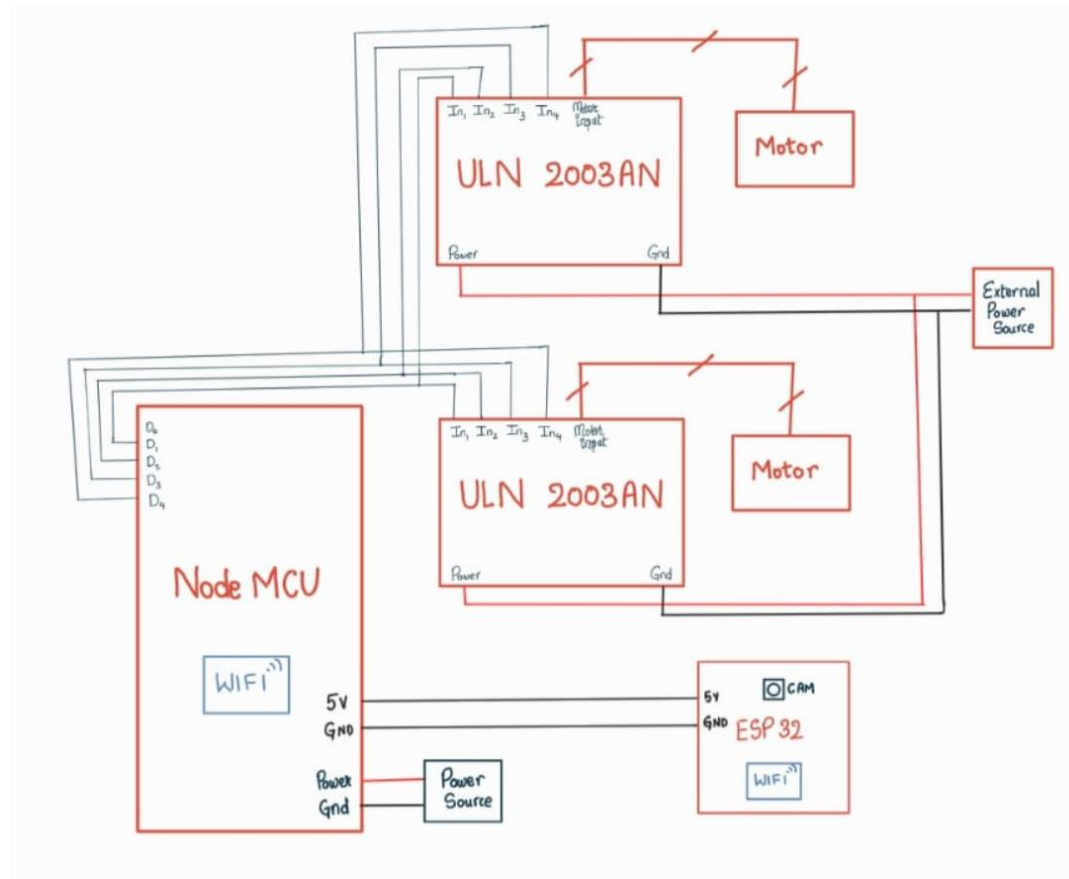 In1 In2 In3 In4 Motor Input
ULN 2003AN
Power Gnd
Motor
External
Power
Source
In1 In2 In3 In4 Motor Input
ULN 2003AN
Power Gnd
Motor
D0
D1
D2
D3
D4
Node MCU
WIFI
5V
GND
Power
Gnd
Power
Source
5V
GND
CAM
ESP 32
WIFI